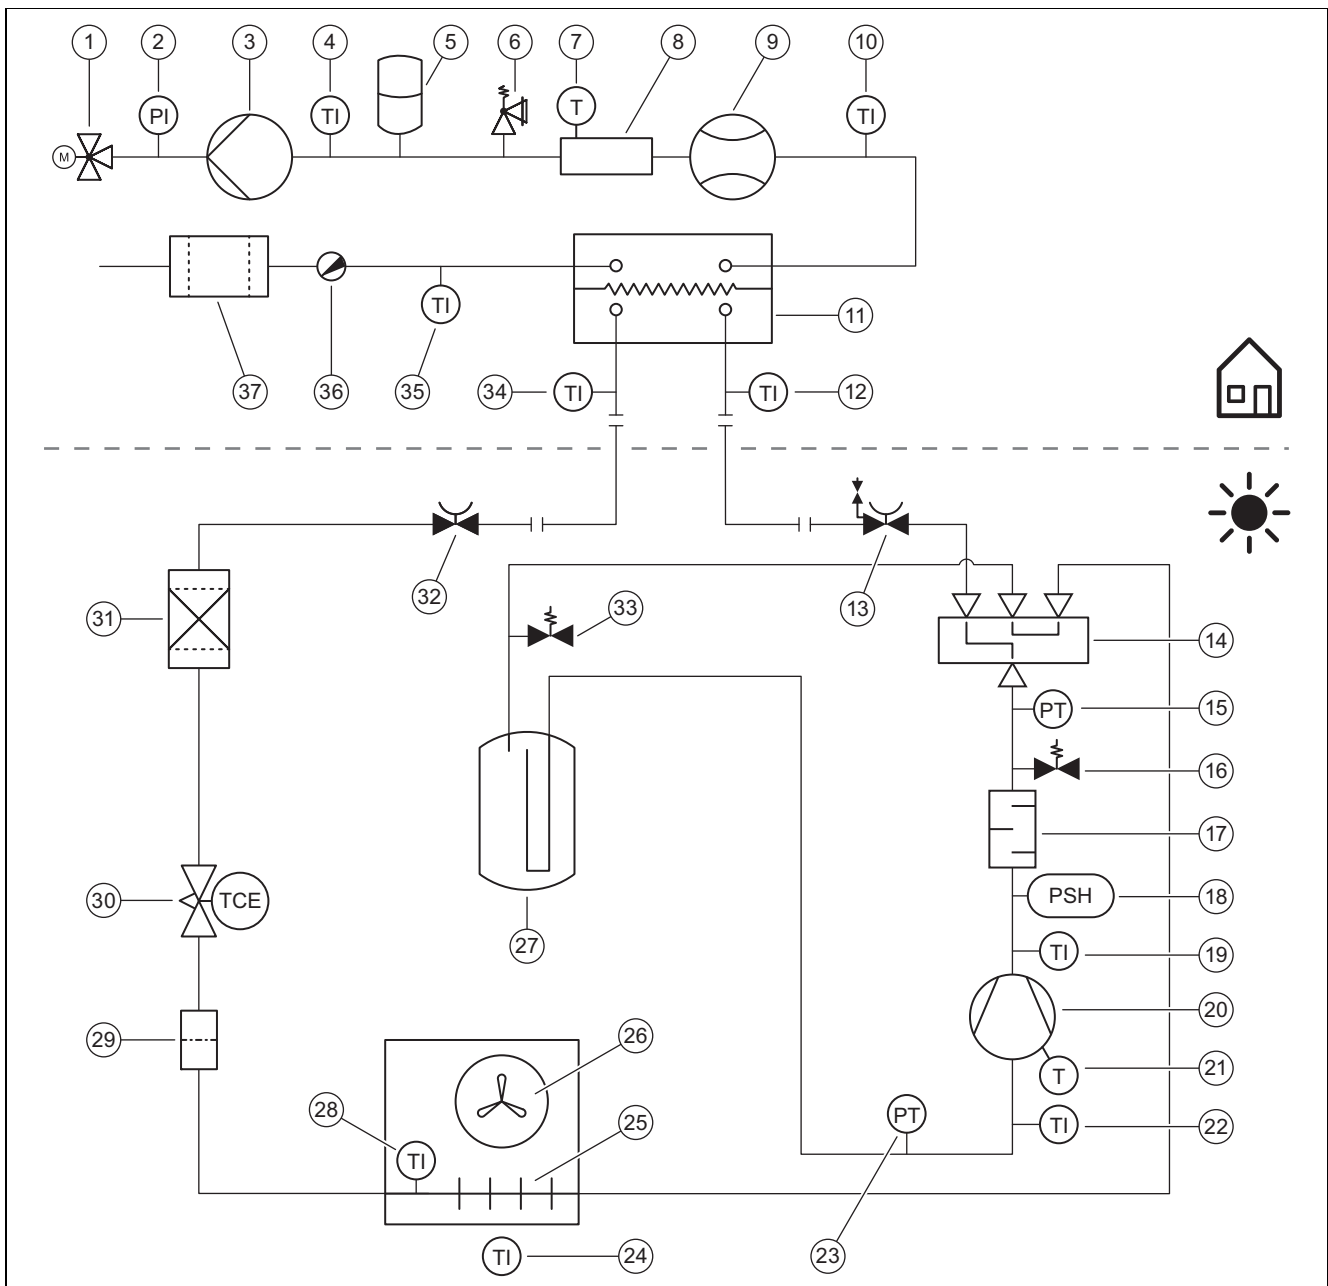 1 2 3 4 5 6 7 8 9 10
M PI TI T TI
11
TI
37 36 35 34 TI TI 12
32 33 13
31
14
PT 15
16
17
30 TCE PSH 18
27
TI 19
20
29 26
T 21
28 25 PT
TI TI 22
TI 24 23